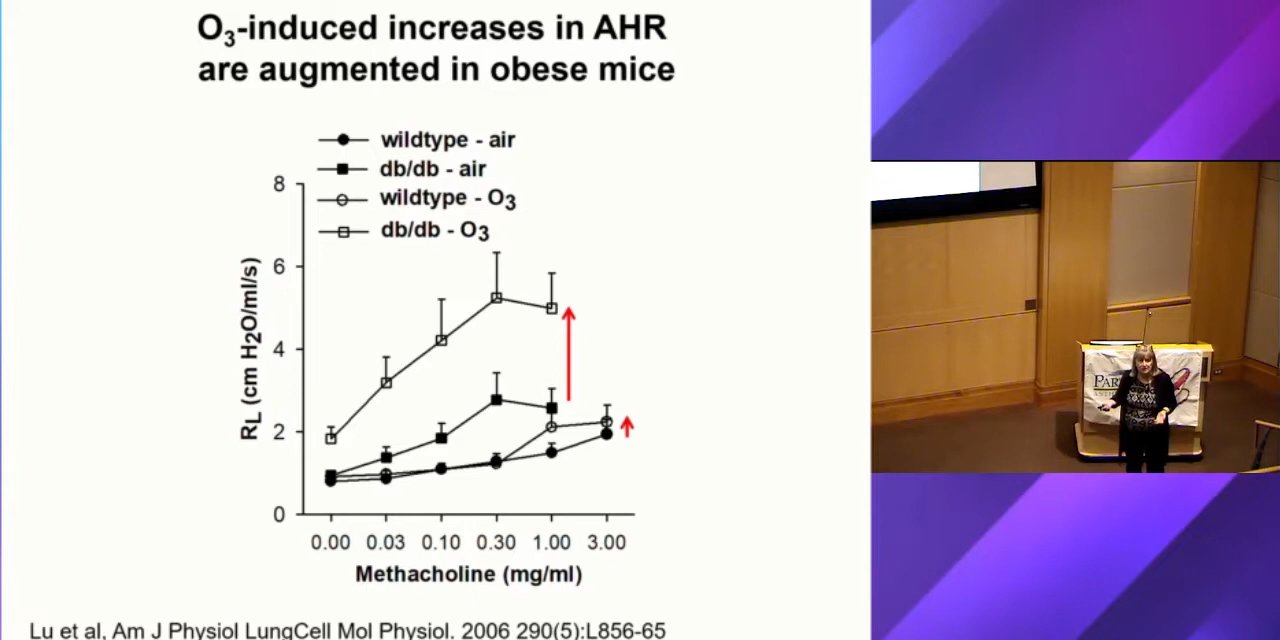 O3-induced increases in AHR
are augmented in obese mice
wildtype - air
db/db - air
wildtype - O3
db/db - O3
8
6
4
2
0
RL (cm H2O/ml/s)
0.00 0.03 0.10 0.30 1.00 3.00
Methacholine (mg/ml)
Lu et al, Am J Physiol LungCell Mol Physiol. 2006 290(5):L856-65